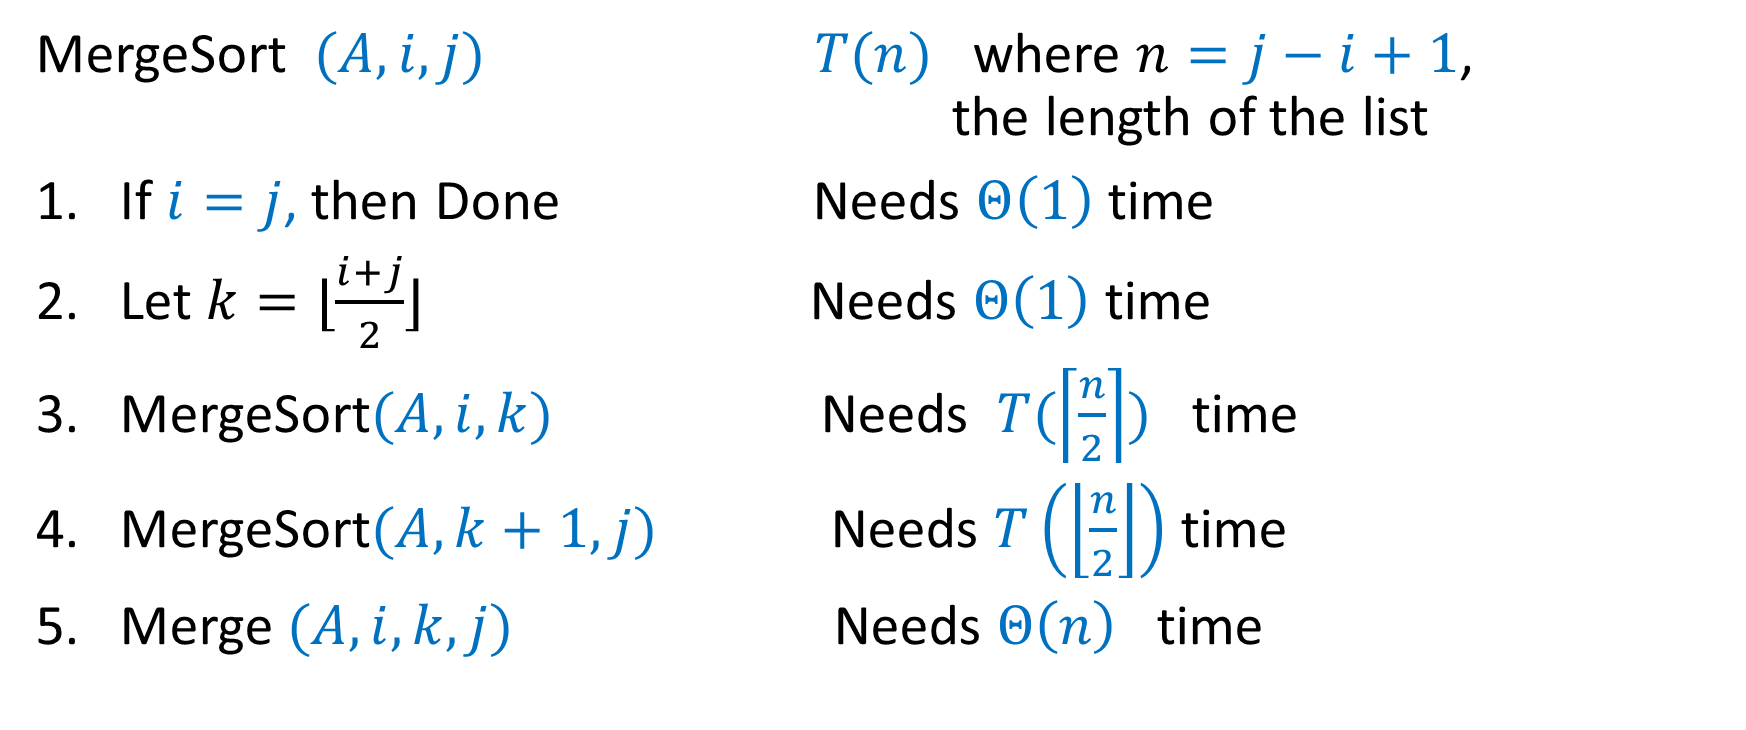 MergeSort (A, i, j) T(n) where n = j − i + 1,
the length of the list
1. If i = j, then Done Needs Θ(1) time
2. Let k = ⌊(i+j)/2⌋ Needs Θ(1) time
3. MergeSort(A, i, k) Needs T(⌈n/2⌉) time
4. MergeSort(A, k + 1, j) Needs T(⌊n/2⌋) time
5. Merge (A, i, k, j) Needs Θ(n) time